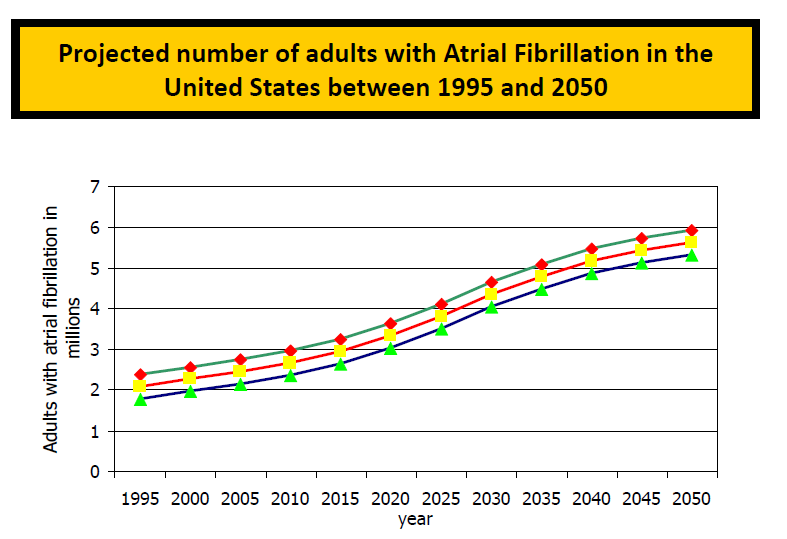 Projected number of adults with Atrial Fibrillation in the
United States between 1995 and 2050
Adults with atrial fibrillation in
millions
7
6
5
4
3
2
1
0
1995 2000 2005 2010 2015 2020 2025 2030 2035 2040 2045 2050
year